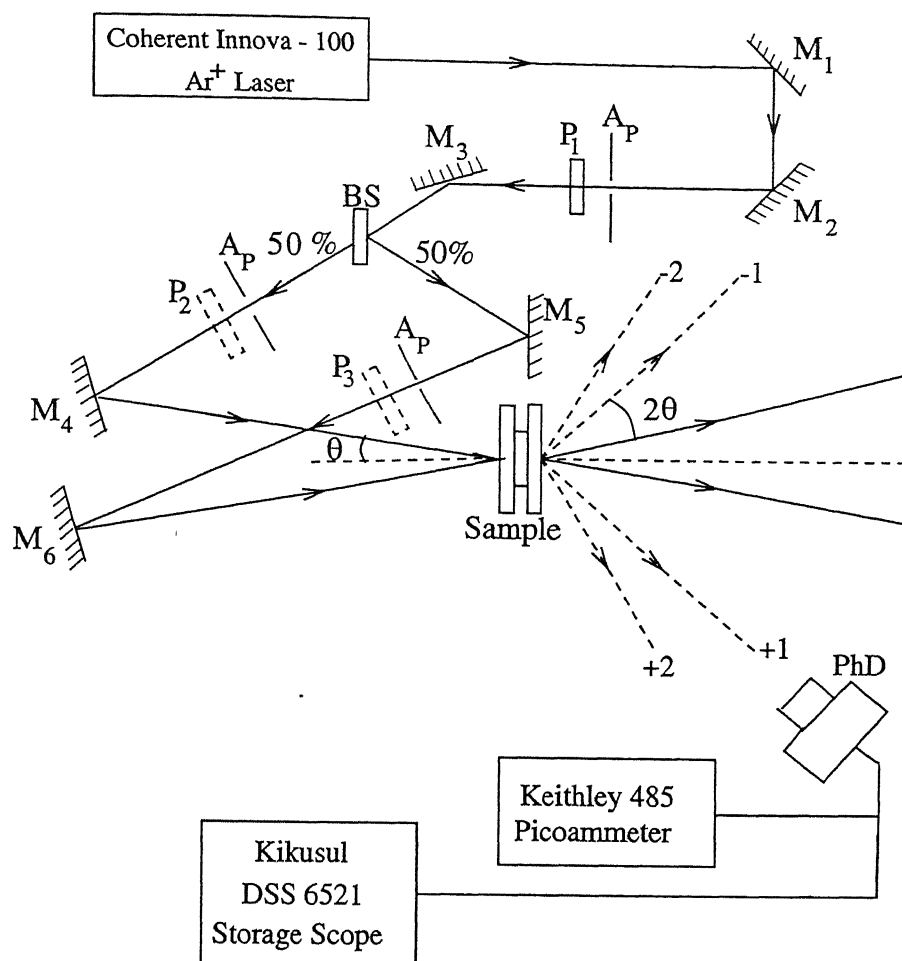 Coherent Innova - 100
Ar+ Laser
M1
AP
P1
M3
M2
BS
50 %
50%
AP
P2
-2
-1
M5
AP
P3
M4
2θ
θ
Sample
M6
+2
+1
PhD
Keithley 485
Picoammeter
Kikusul
DSS 6521
Storage Scope